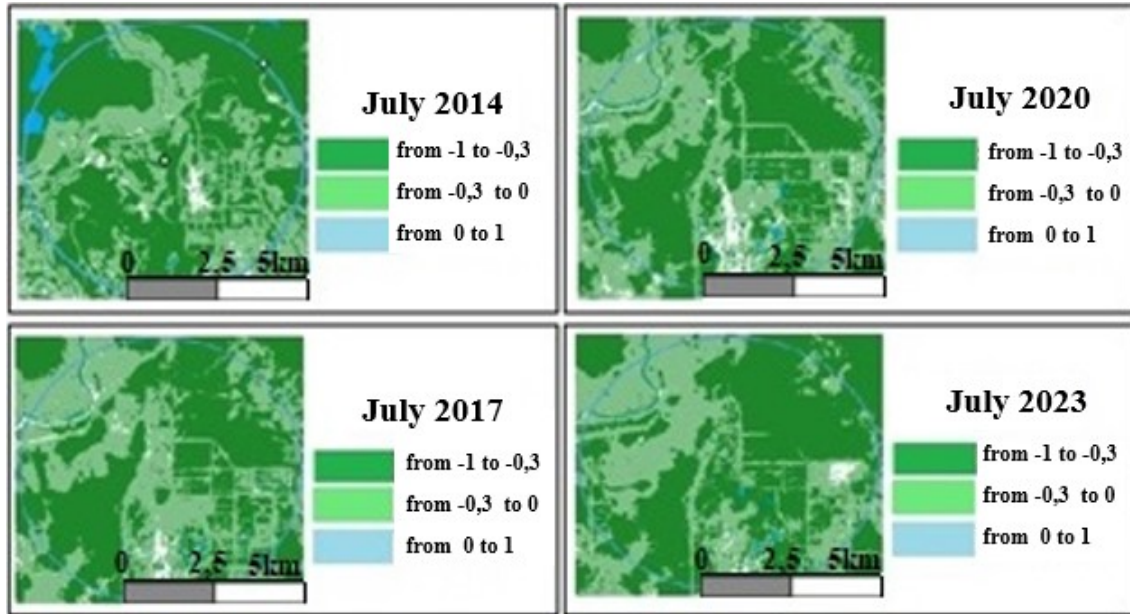 July 2014
from -1 to -0,3
from -0,3 to 0
from 0 to 1
0 2,5 5km
July 2020
from -1 to -0,3
from -0,3 to 0
from 0 to 1
0 2,5 5km
July 2017
from -1 to -0,3
from -0,3 to 0
from 0 to 1
0 2,5 5km
July 2023
from -1 to -0,3
from -0,3 to 0
from 0 to 1
0 2,5 5km